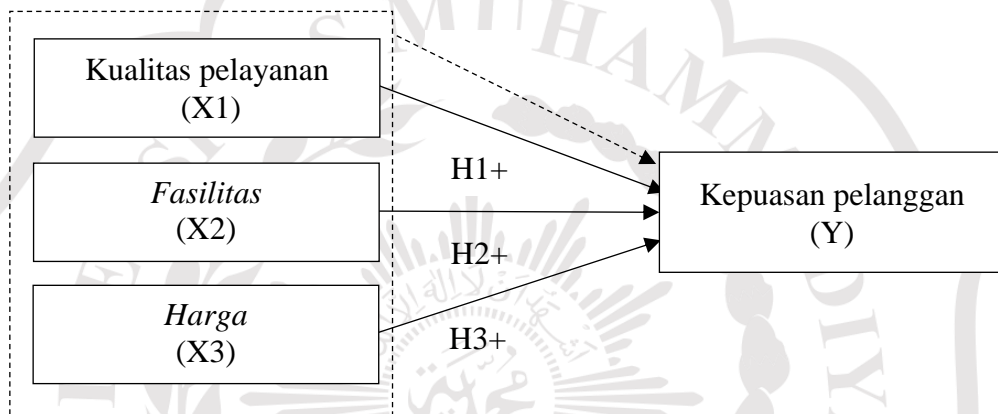 Kualitas pelayanan
(X1)
Fasilitas
(X2)
Harga
(X3)
H1+
H2+
H3+
Kepuasan pelanggan
(Y)